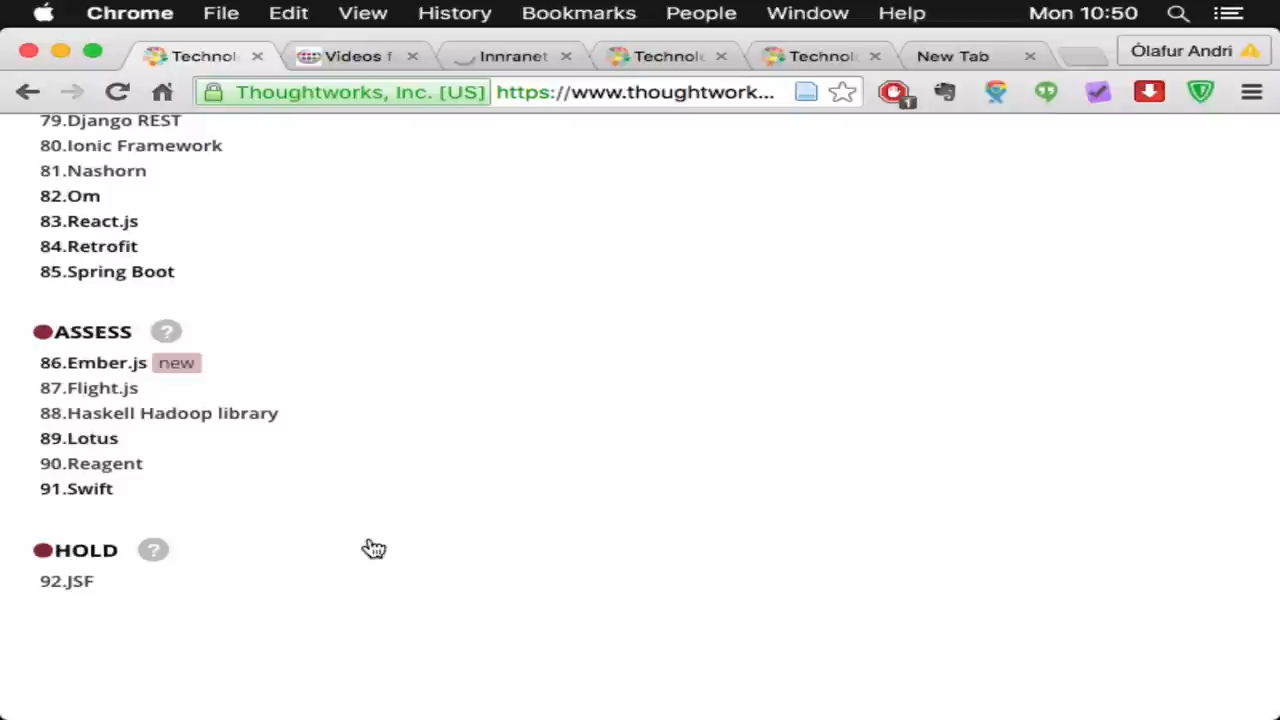 Chrome File Edit View History Bookmarks People Window Help Mon 10:50
Technol Videos f Innranet Technol Technol New Tab Ólafur Andri
Thoughtworks, Inc. [US] https://www.thoughtwork... 1
79.Django REST
80.Ionic Framework
81.Nashorn
82.Om
83.React.js
84.Retrofit
85.Spring Boot
ASSESS ?
86.Ember.js new
87.Flight.js
88.Haskell Hadoop library
89.Lotus
90.Reagent
91.Swift
HOLD ?
92.JSF